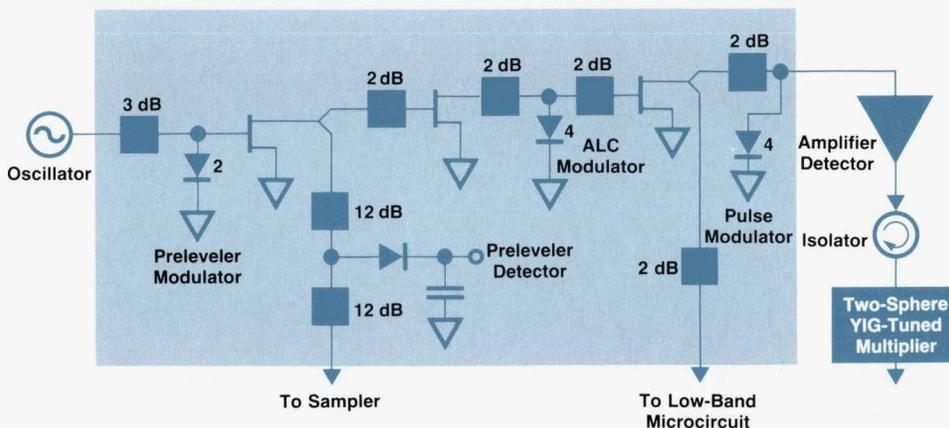 3 dB
2 dB
2 dB
2 dB
2 dB
Oscillator
2
4
ALC
Modulator
4
Amplifier
Detector
Preleveler
Modulator
12 dB
Preleveler
Detector
Pulse
Modulator
Isolator
12 dB
2 dB
Two-Sphere
YIG-Tuned
Multiplier
To Sampler
To Low-Band
Microcircuit